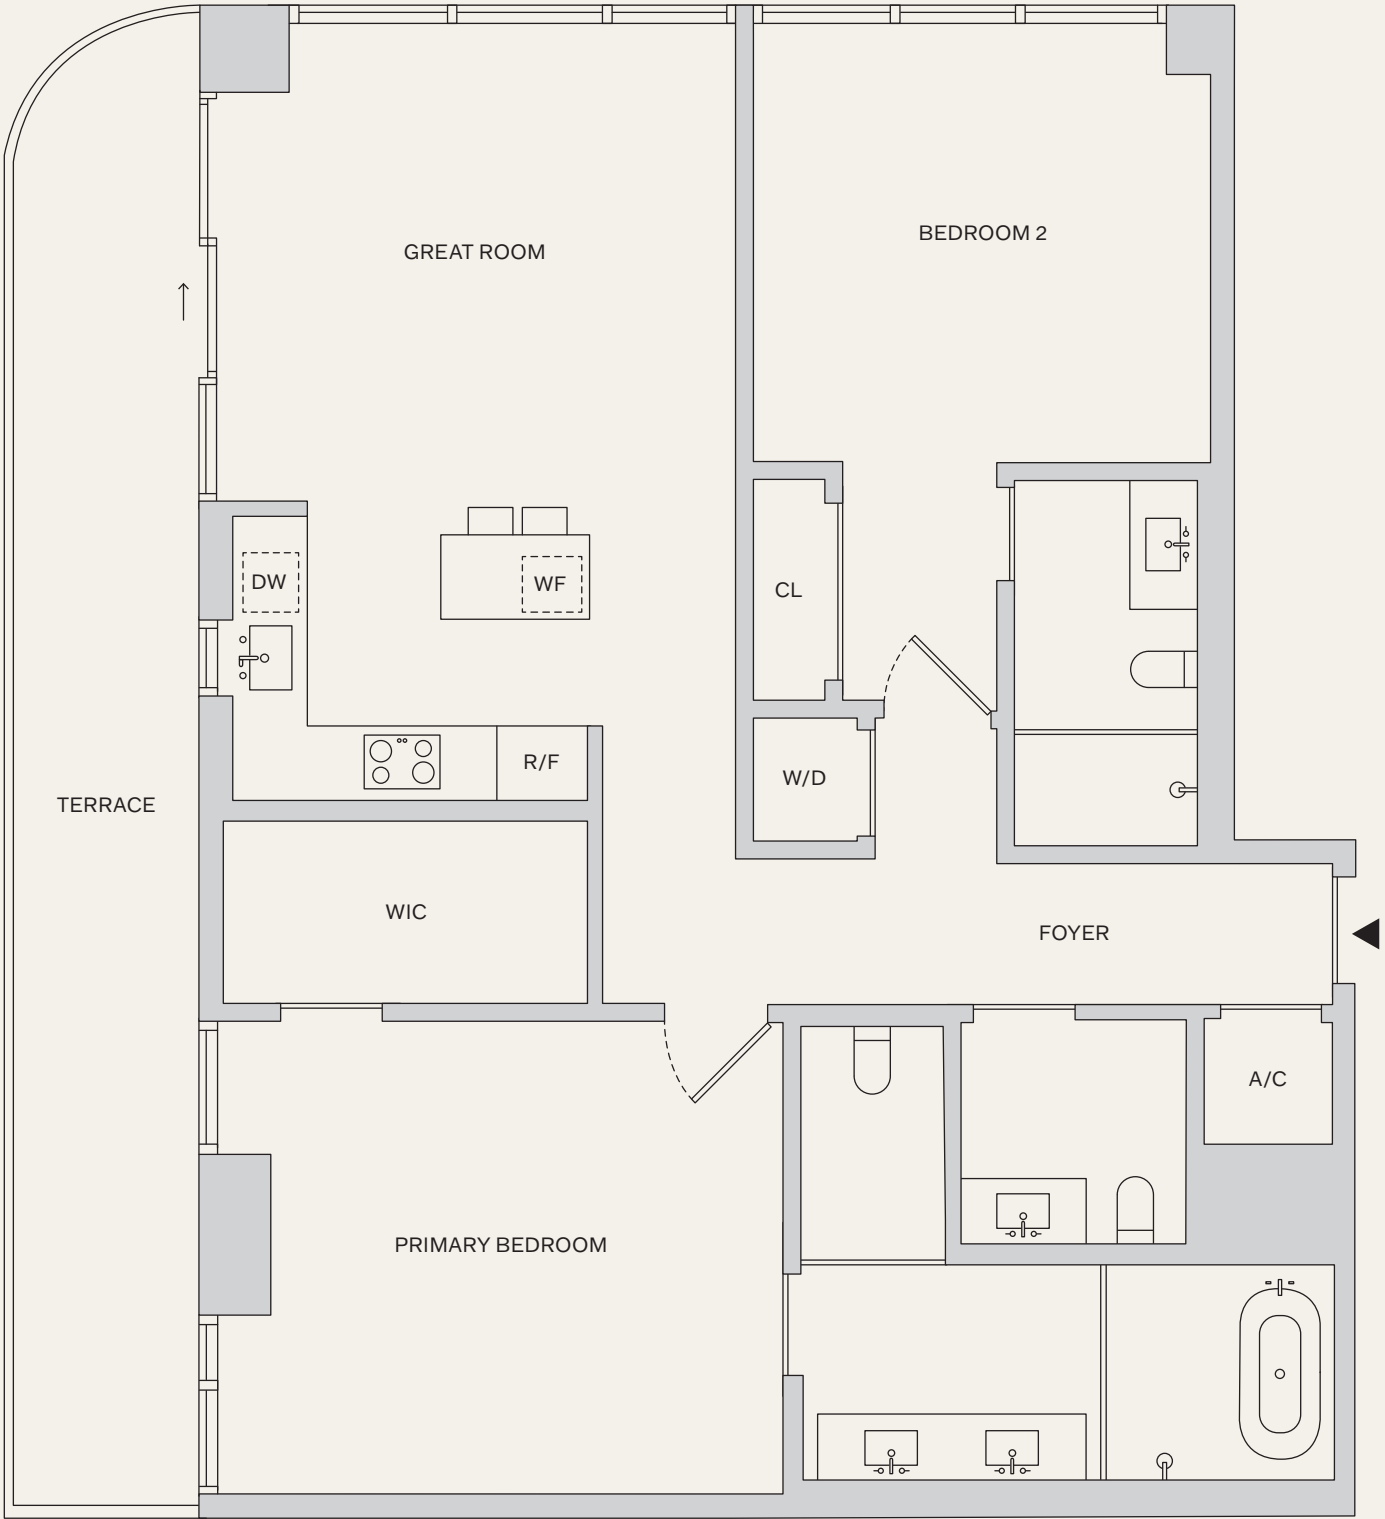 BEDROOM 2
GREAT ROOM
DW
WF
CL
R/F
W/D
TERRACE
WIC
FOYER
A/C
PRIMARY BEDROOM